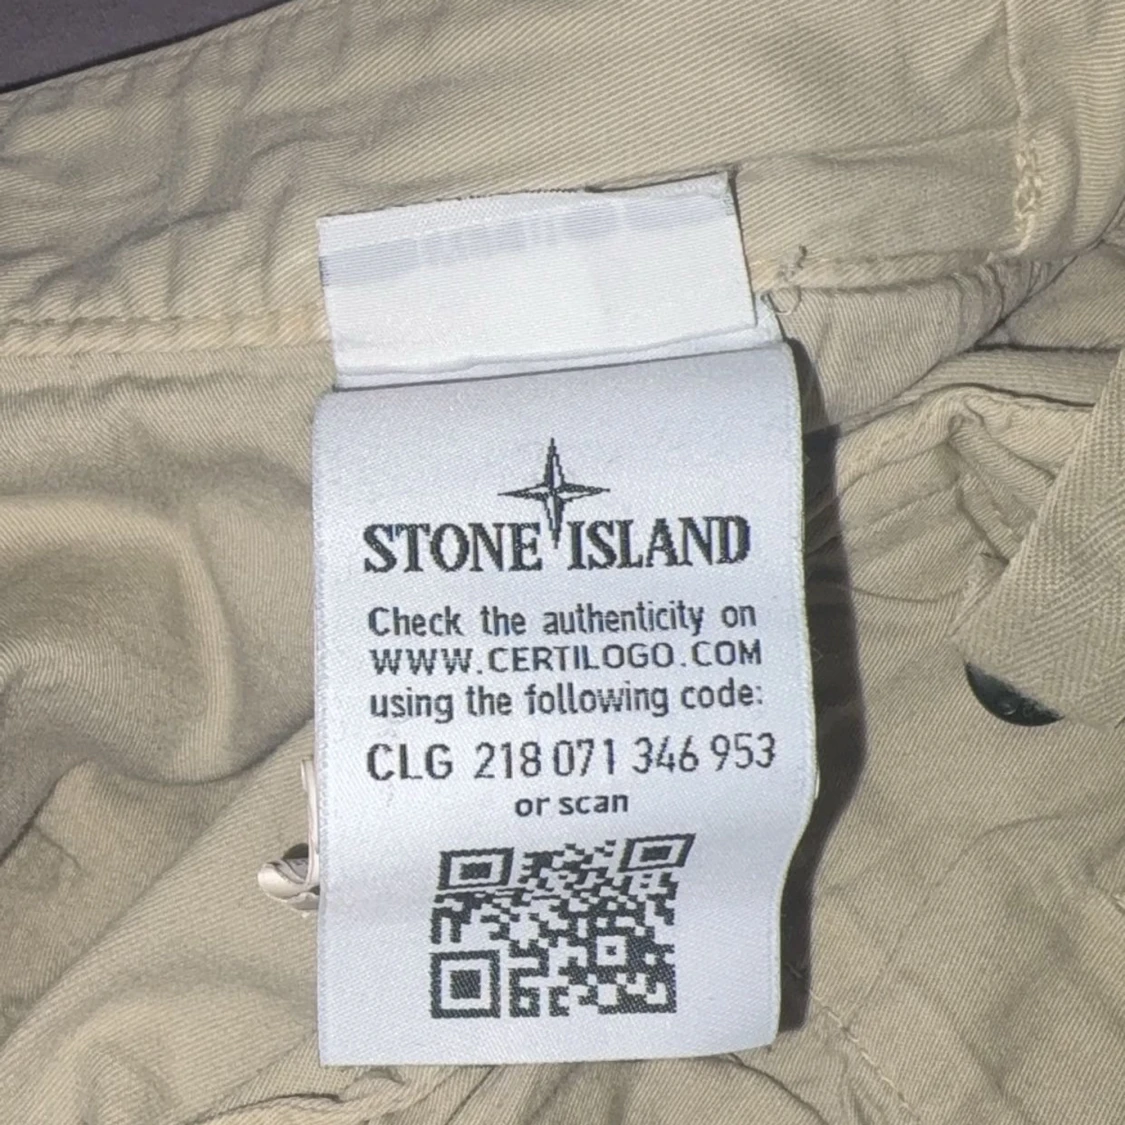 STONE ISLAND
Check the authenticity on
WWW.CERTILOGO.COM
using the following code:
CLG 218 071 346 953
or scan